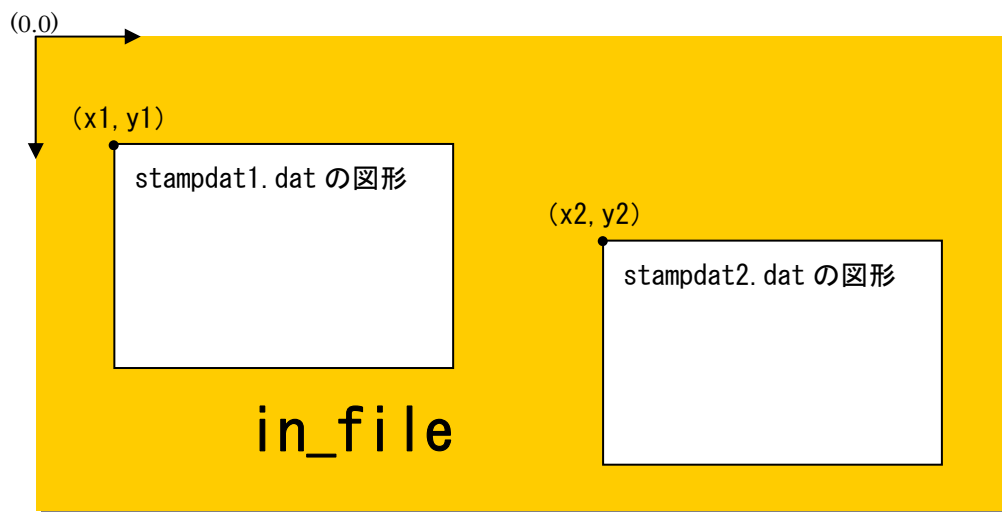 (0.0)
(x1, y1)
stampdat1.dat の図形
(x2, y2)
stampdat2.dat の図形
in_file